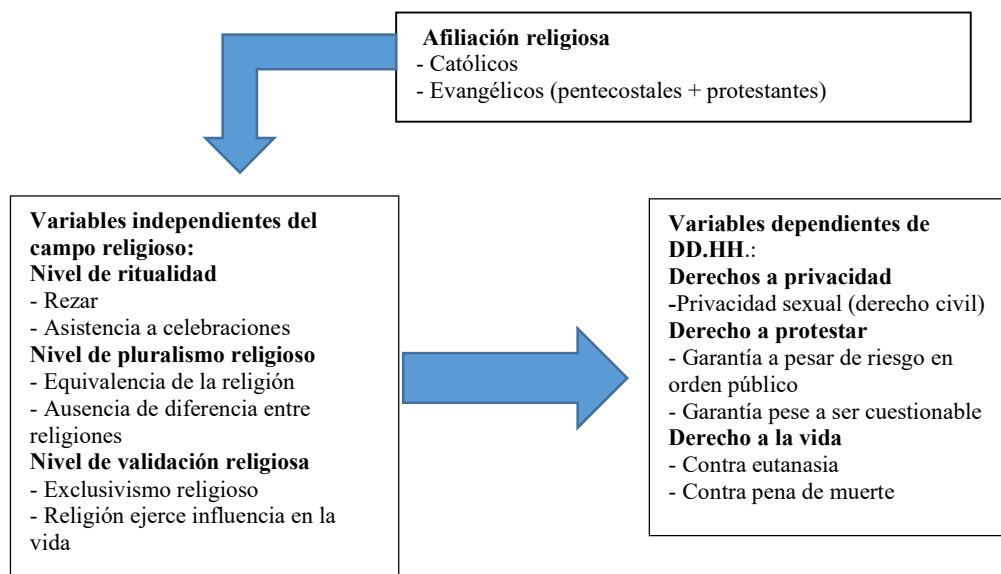 Afiliación religiosa
- Católicos
- Evangélicos (pentecostales + protestantes)
Variables independientes del
campo religioso:
Nivel de ritualidad
- Rezar
- Asistencia a celebraciones
Nivel de pluralismo religioso
- Equivalencia de la religión
- Ausencia de diferencia entre
religiones
Nivel de validación religiosa
- Exclusivismo religioso
- Religión ejerce influencia en la
vida
Variables dependientes de
DD.HH.:
Derechos a privacidad
-Privacidad sexual (derecho civil)
Derecho a protestar
- Garantía a pesar de riesgo en
orden público
- Garantía pese a ser cuestionable
Derecho a la vida
- Contra eutanasia
- Contra pena de muerte